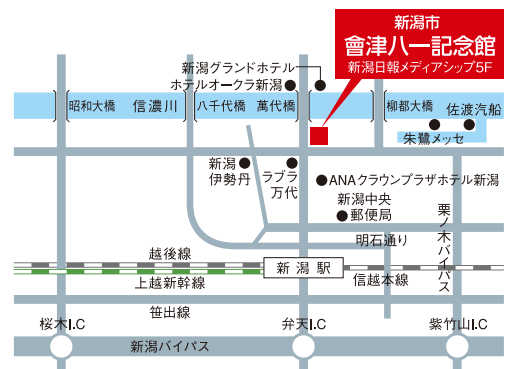 新潟市
會津八一記念館
新潟日報メディアシップ5F
新潟グランドホテル
ホテルオークラ新潟
昭和大橋
信濃川
八千代橋
萬代橋
柳都大橋
佐渡汽船
朱鷺メッセ
新潟
伊勢丹
ラブラ
万代
ANAクラウンプラザホテル新潟
新潟中央
郵便局
栗ノ木バイパス
明石通り
越後線
新潟駅
上越新幹線
信越本線
笹出線
桜木I.C
弁天I.C
紫竹山I.C
新潟バイパス